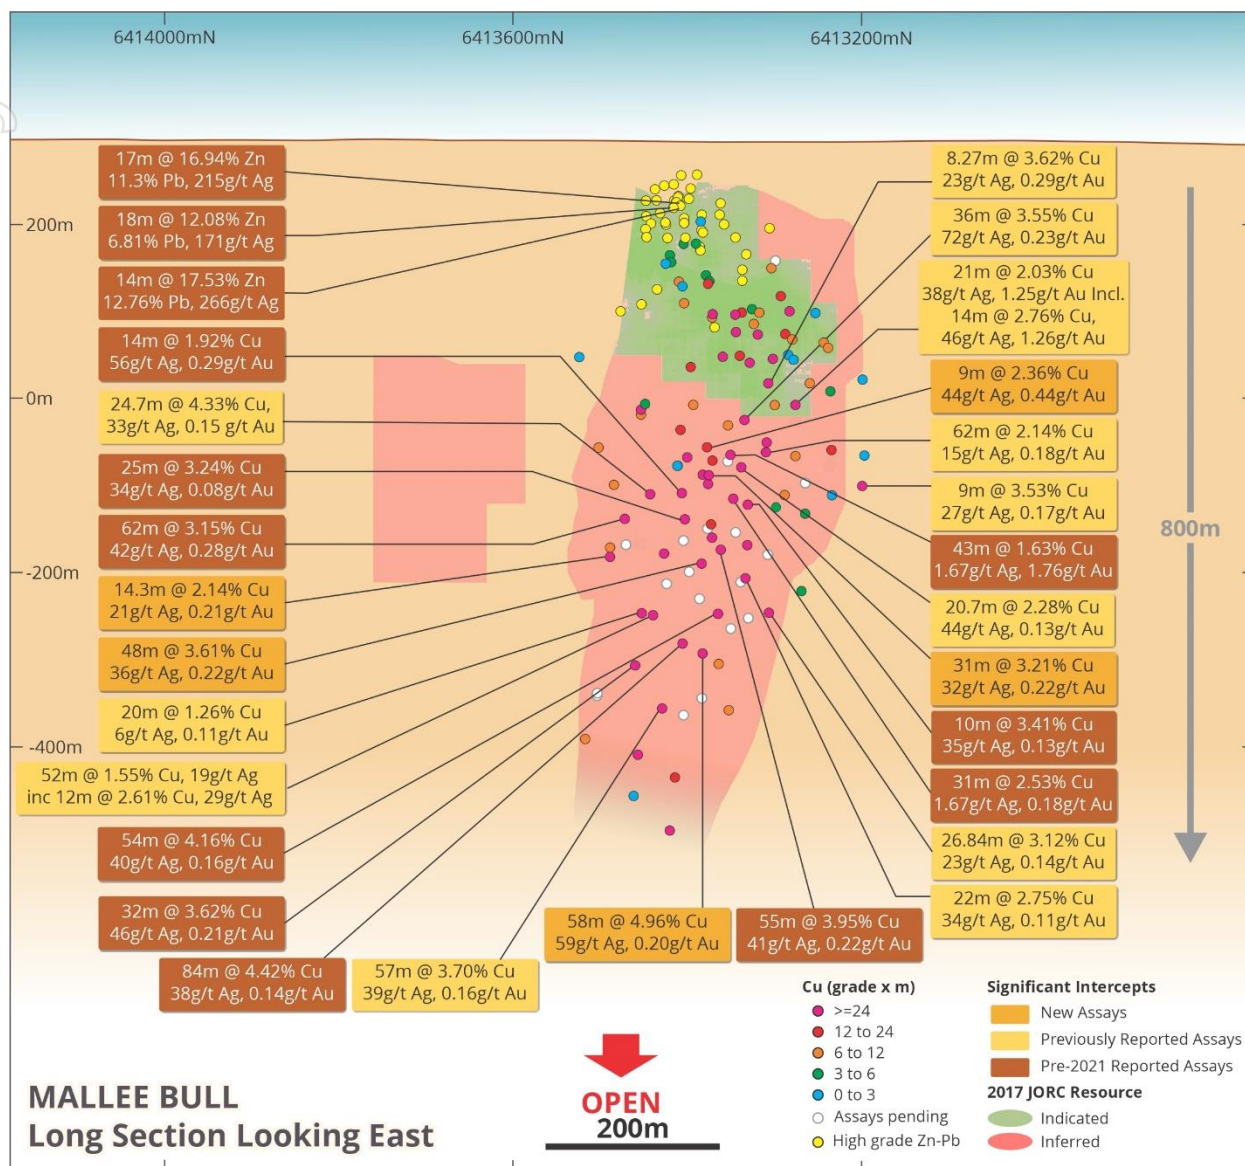 6414000mN
6413600mN
6413200mN
200m
0m
-200m
-400m
17m @ 16.94% Zn
11.3% Pb, 215g/t Ag
18m @ 12.08% Zn
6.81% Pb, 171g/t Ag
14m @ 17.53% Zn
12.76% Pb, 266g/t Ag
14m @ 1.92% Cu
56g/t Ag, 0.29g/t Au
24.7m @ 4.33% Cu,
33g/t Ag, 0.15 g/t Au
25m @ 3.24% Cu
34g/t Ag, 0.08g/t Au
62m @ 3.15% Cu
42g/t Ag, 0.28g/t Au
14.3m @ 2.14% Cu
21g/t Ag, 0.21g/t Au
48m @ 3.61% Cu
36g/t Ag, 0.22g/t Au
20m @ 1.26% Cu
6g/t Ag, 0.11g/t Au
52m @ 1.55% Cu, 19g/t Ag
inc 12m @ 2.61% Cu, 29g/t Ag
54m @ 4.16% Cu
40g/t Ag, 0.16g/t Au
32m @ 3.62% Cu
46g/t Ag, 0.21g/t Au
84m @ 4.42% Cu
38g/t Ag, 0.14g/t Au
57m @ 3.70% Cu
39g/t Ag, 0.16g/t Au
58m @ 4.96% Cu
59g/t Ag, 0.20g/t Au
55m @ 3.95% Cu
41g/t Ag, 0.22g/t Au
8.27m @ 3.62% Cu
23g/t Ag, 0.29g/t Au
36m @ 3.55% Cu
72g/t Ag, 0.23g/t Au
21m @ 2.03% Cu
38g/t Ag, 1.25g/t Au Incl.
14m @ 2.76% Cu,
46g/t Ag, 1.26g/t Au
9m @ 2.36% Cu
44g/t Ag, 0.44g/t Au
62m @ 2.14% Cu
15g/t Ag, 0.18g/t Au
9m @ 3.53% Cu
27g/t Ag, 0.17g/t Au
43m @ 1.63% Cu
1.67g/t Ag, 1.76g/t Au
20.7m @ 2.28% Cu
44g/t Ag, 0.13g/t Au
31m @ 3.21% Cu
32g/t Ag, 0.22g/t Au
10m @ 3.41% Cu
35g/t Ag, 0.13g/t Au
31m @ 2.53% Cu
1.67g/t Ag, 0.18g/t Au
26.84m @ 3.12% Cu
23g/t Ag, 0.14g/t Au
22m @ 2.75% Cu
34g/t Ag, 0.11g/t Au
800m
MALLEE BULL
Long Section Looking East
OPEN
200m
Cu (grade x m)
>=24
12 to 24
6 to 12
3 to 6
0 to 3
Assays pending
High grade Zn-Pb
Significant Intercepts
New Assays
Previously Reported Assays
Pre-2021 Reported Assays
2017 JORC Resource
Indicated
Inferred